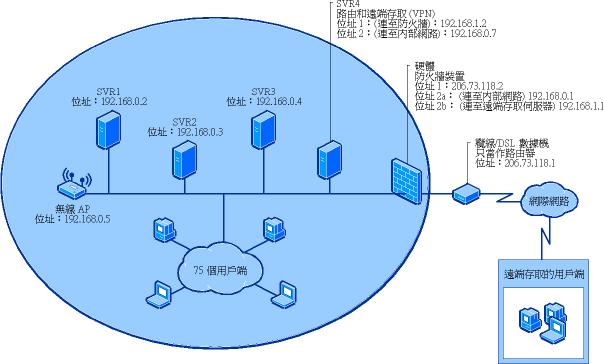 SVR4
路由和遠端存取 (VPN)
位址 1：(連至防火牆)：192.168.1.2
位址 2：(連至內部網路)：192.168.0.7
硬體
防火牆裝置
位址 1：206.73.118.2
位址 2a： (連至內部網路) 192.168.0.1
位址 2b： (連至遠端存取伺服器) 192.168.1.1
SVR1
位址：192.168.0.2
SVR2
位址：192.168.0.3
SVR3
位址：192.168.0.4
纜線/DSL 數據機
只當作路由器
位址：206.73.118.1
無線 AP
位址：192.168.0.5
網際網路
75 個用戶端
遠端存取的用戶端